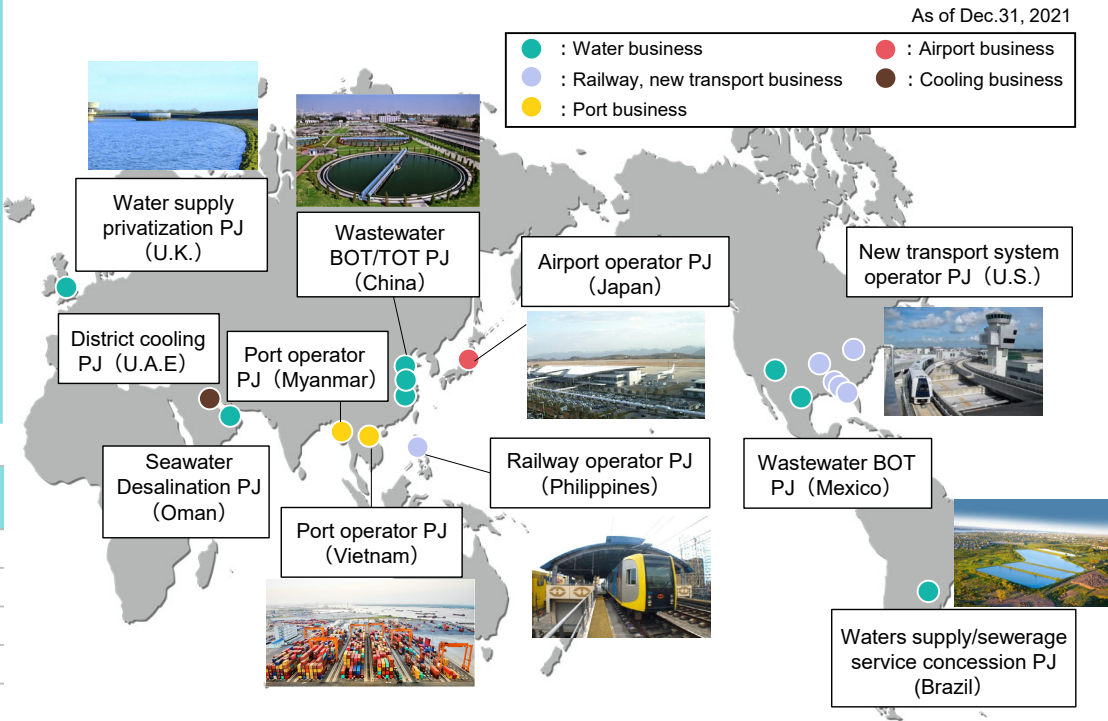 As of Dec.31, 2021
: Water business
: Railway, new transport business
: Port business
: Airport business
: Cooling business
Water supply
privatization PJ
（U.K.）
Wastewater
BOT/TOT PJ
（China）
Airport operator PJ
（Japan）
New transport system
operator PJ（U.S.）
District cooling
PJ（U.A.E）
Port operator
PJ（Myanmar）
Seawater
Desalination PJ
（Oman）
Port operator PJ
（Vietnam）
Railway operator PJ
（Philippines）
Wastewater BOT
PJ（Mexico）
Waters supply/sewerage
service concession PJ
(Brazil）